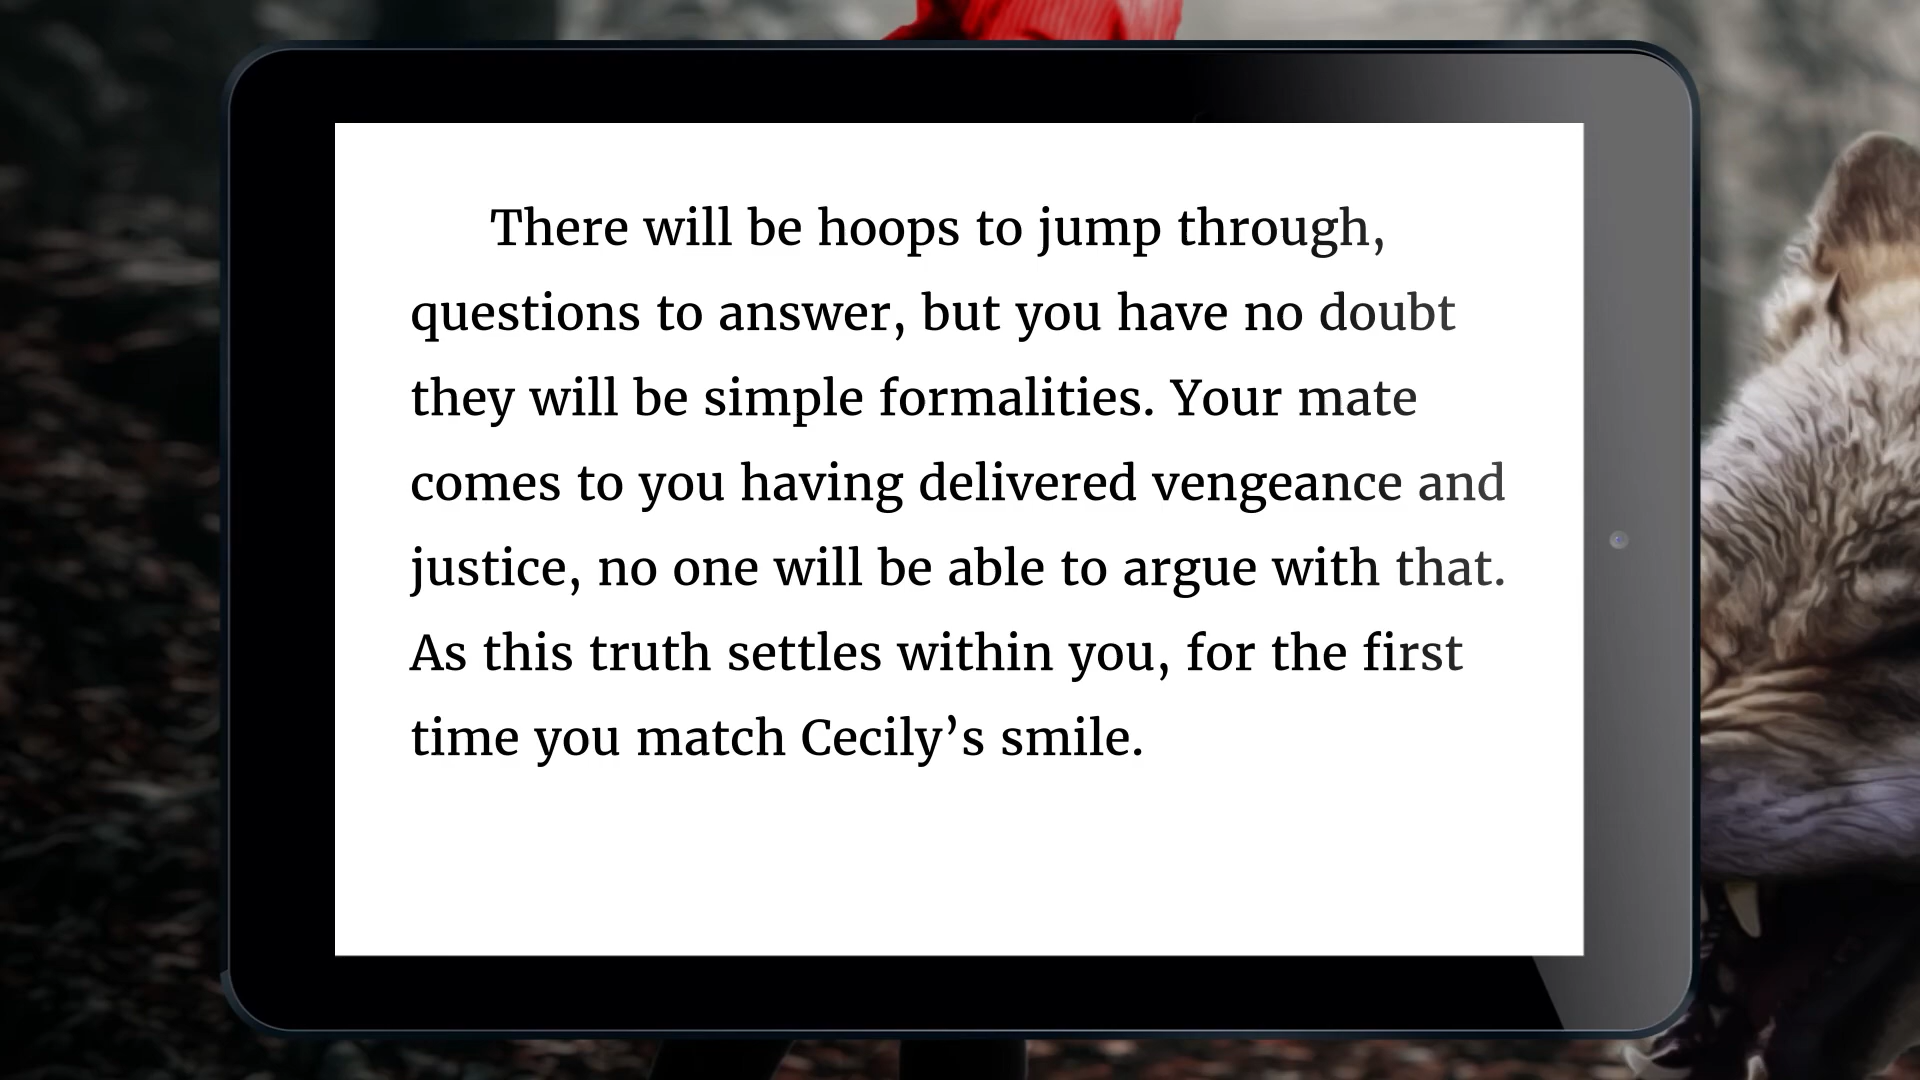 There will be hoops to jump through,
questions to answer, but you have no doubt
they will be simple formalities. Your mate
comes to you having delivered vengeance and
justice, no one will be able to argue with that.
As this truth settles within you, for the first
time you match Cecily’s smile.